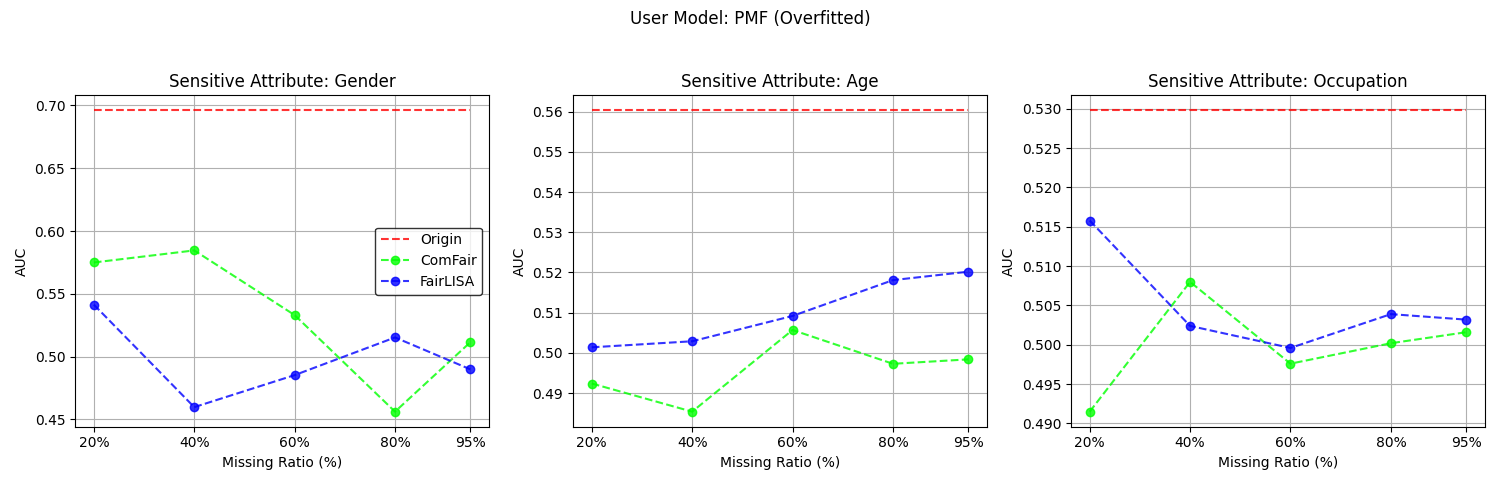 User Model: PMF (Overfitted)
Sensitive Attribute: Gender
AUC
0.70
0.65
0.60
0.55
0.50
0.45
Origin
ComFair
FairLISA
20%
40%
60%
80%
95%
Missing Ratio (%)
Sensitive Attribute: Age
AUC
0.56
0.55
0.54
0.53
0.52
0.51
0.50
0.49
20%
40%
60%
80%
95%
Missing Ratio (%)
Sensitive Attribute: Occupation
AUC
0.530
0.525
0.520
0.515
0.510
0.505
0.500
0.495
0.490
20%
40%
60%
80%
95%
Missing Ratio (%)